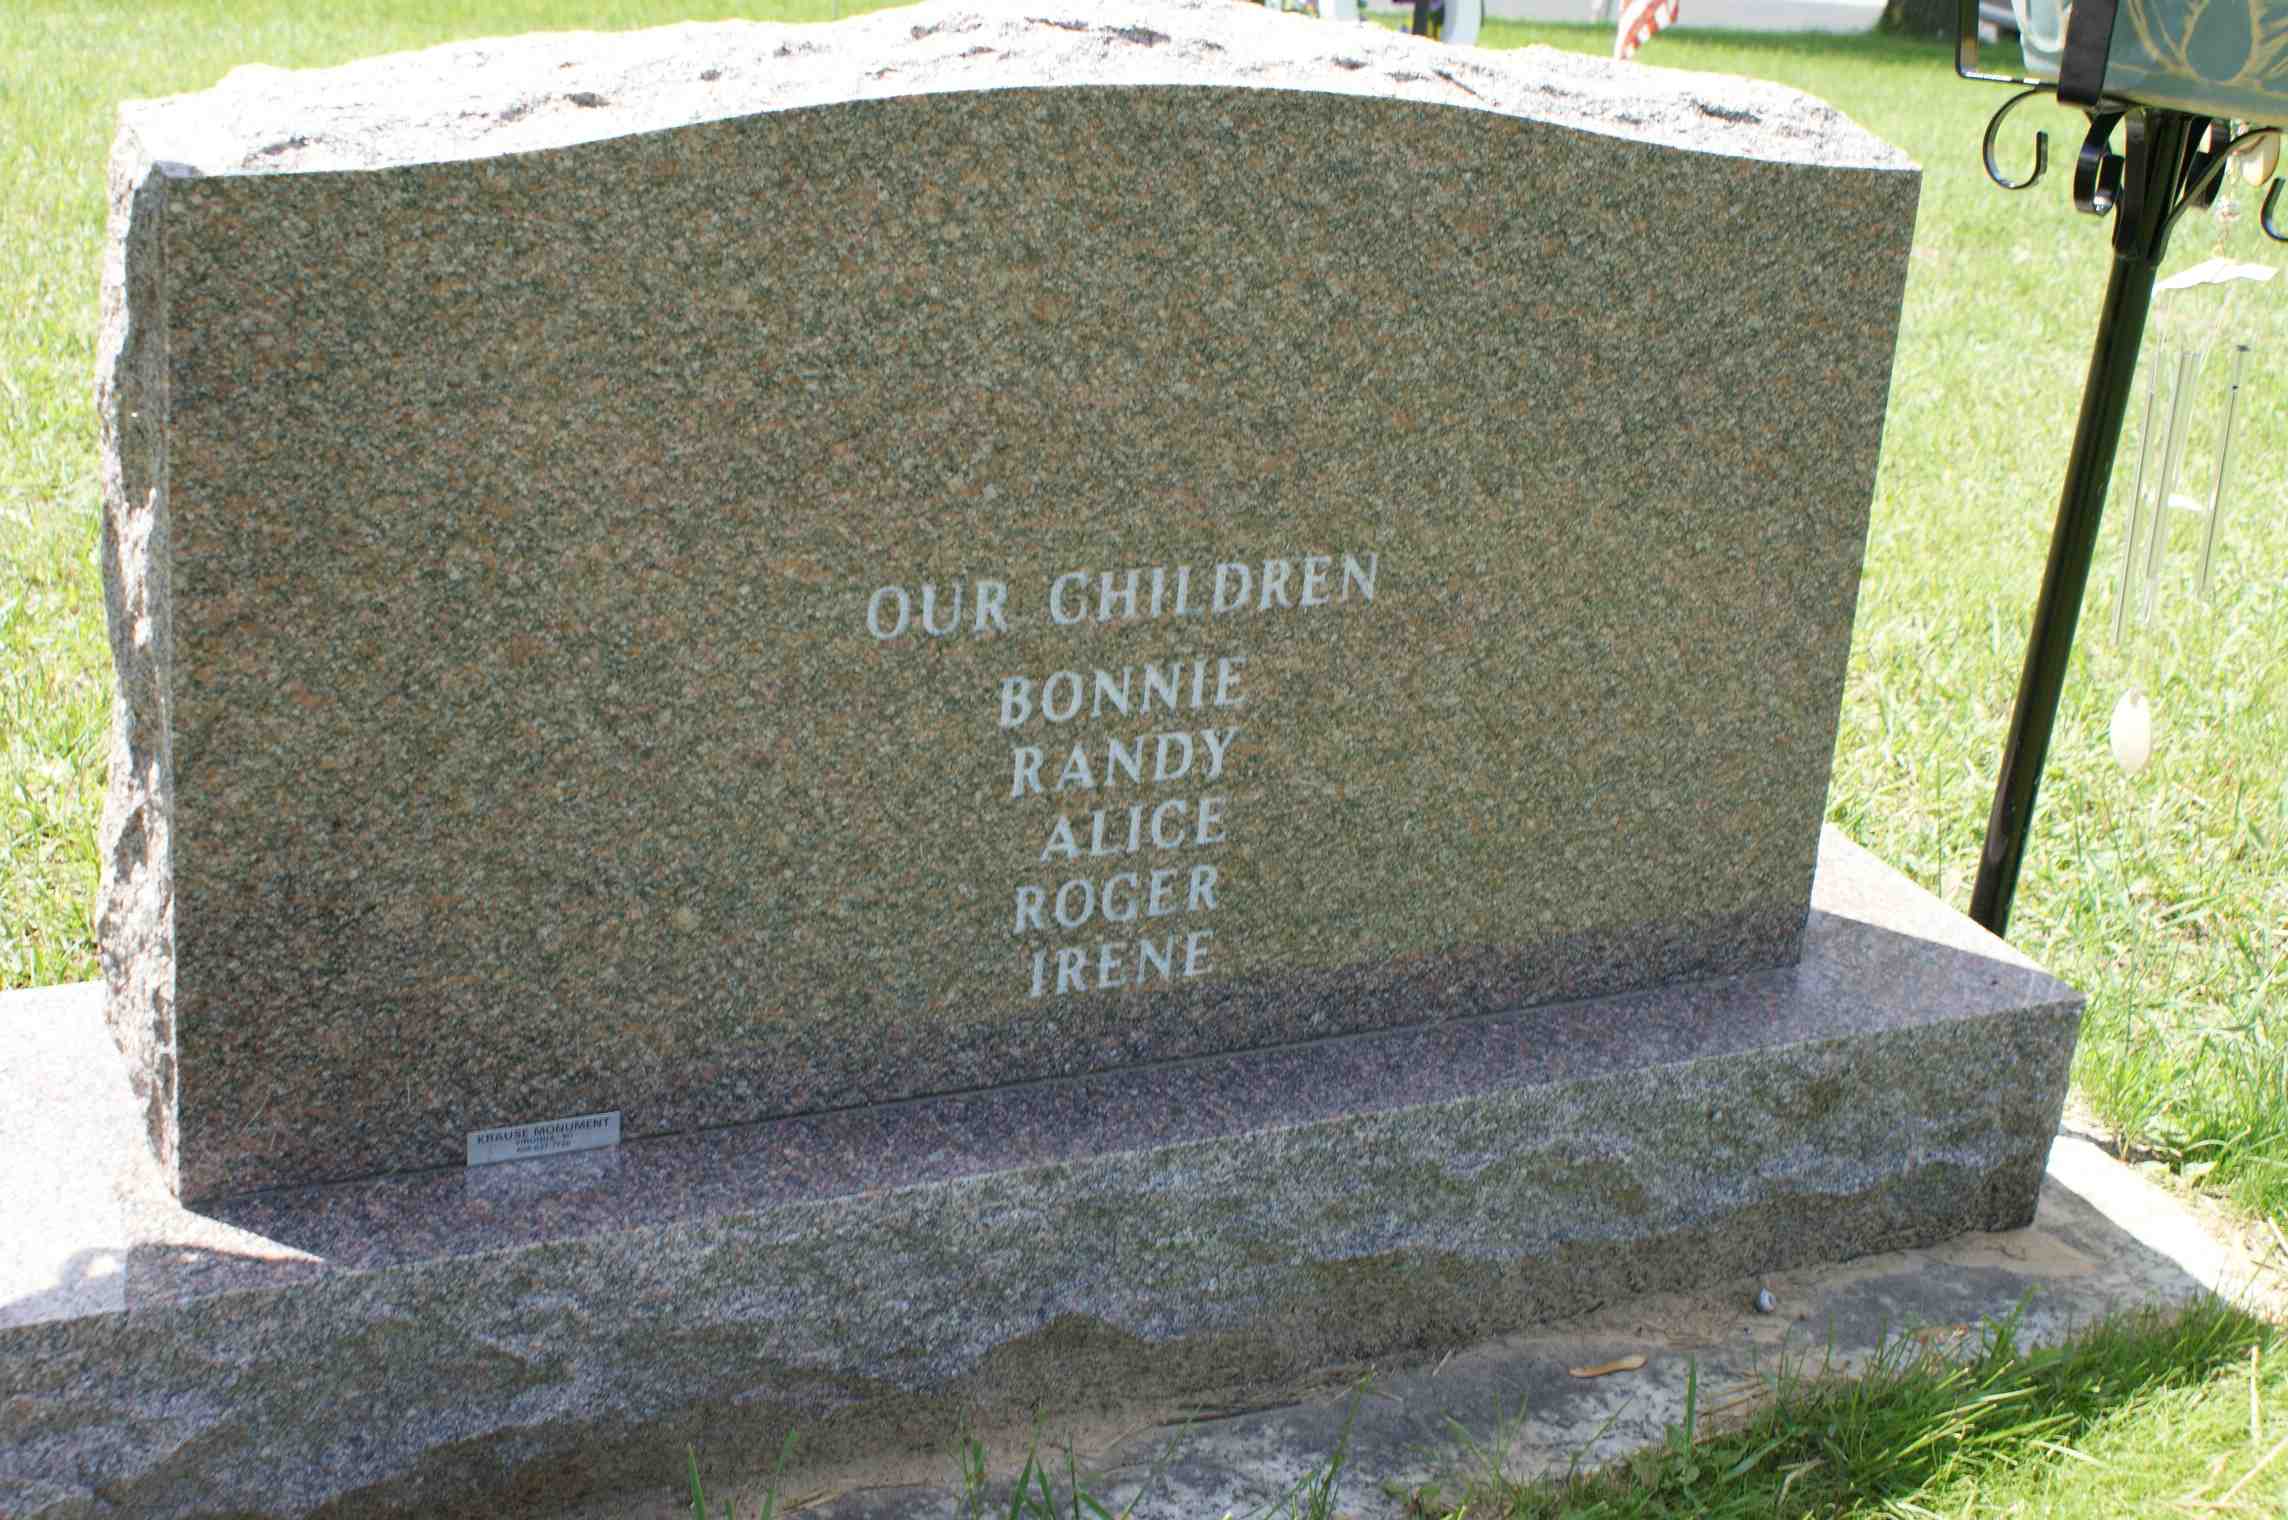 OUR CHILDREN
BONNIE
RANDY
ALICE
ROGER
IRENE
KRAUSE MONUMENT